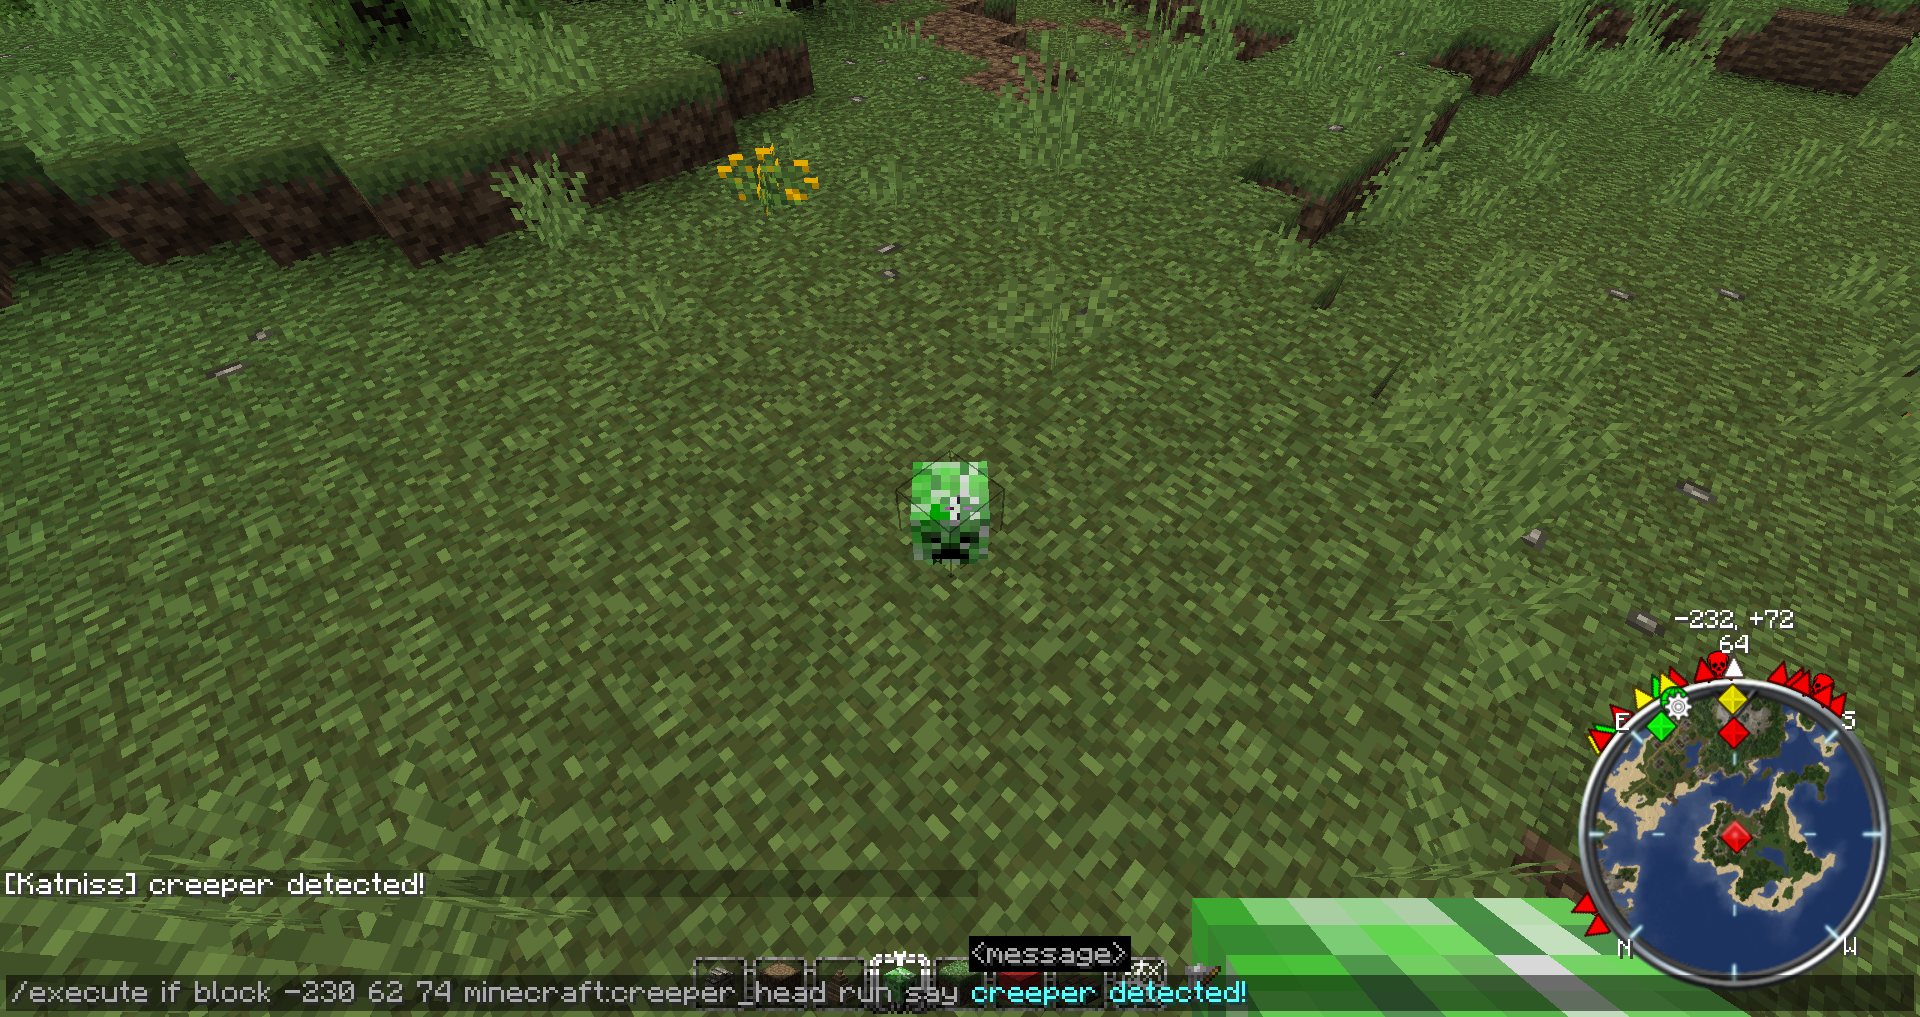 -232, +72
64
E
S
N
W
[Katniss] creeper detected!
<message>
/execute if block -230 62 74 minecraft:creeper_head run say creeper detected!